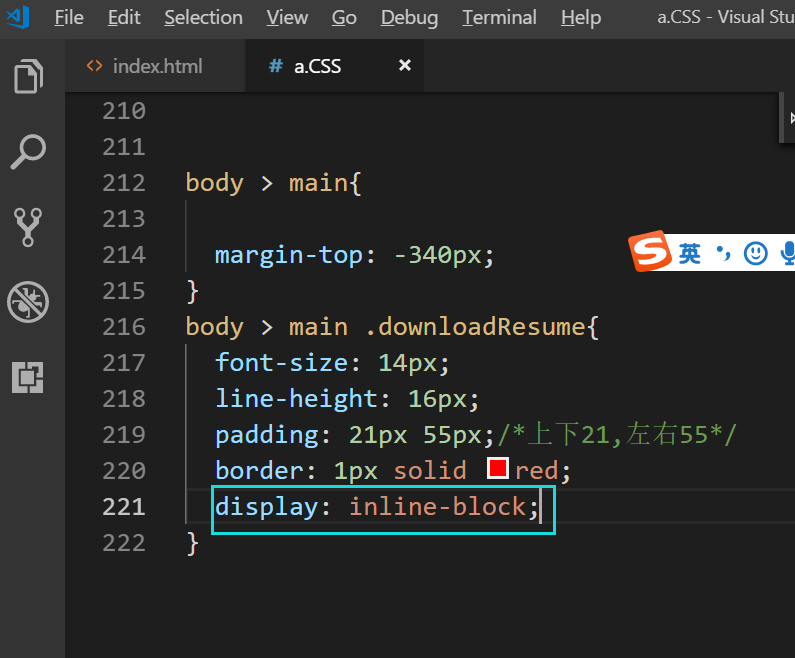 File Edit Selection View Go Debug Terminal Help a.CSS - Visual Stu
<> index.html # a.CSS ×
210
211
212 body > main{
213
214 margin-top: -340px;
英
215 }
216 body > main .downloadResume{
217 font-size: 14px;
218 line-height: 16px;
219 padding: 21px 55px;/*上下21,左右55*/
220 border: 1px solid red;
221 display: inline-block;
222 }